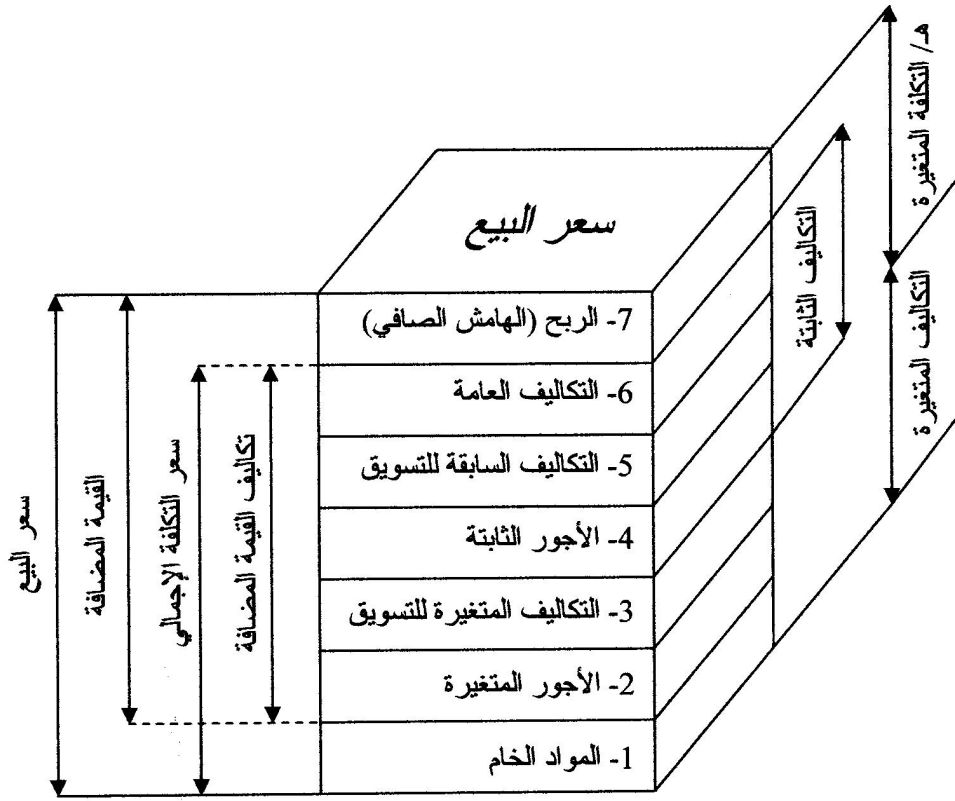 سعر البيع
7- الربح (الهامش الصافي)
6- التكاليف العامة
5- التكاليف السابقة للتسويق
4- الأجور الثابتة
3- التكاليف المتغيرة للتسويق
2- الأجور المتغيرة
1- المواد الخام
هـ/ التكلفة المتغيرة
التكاليف الثابتة
التكاليف المتغيرة
تكاليف القيمة المضافة
سعر التكلفة الإجمالي
القيمة المضافة
سعر البيع